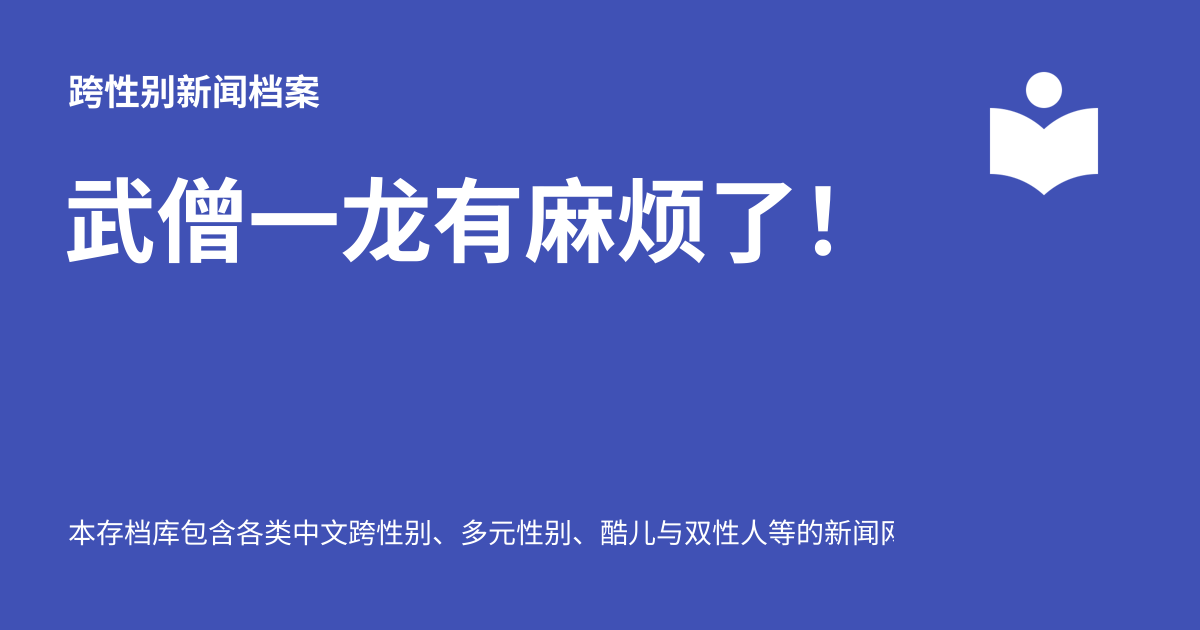 跨性别新闻档案
武僧一龙有麻烦了！
本存档库包含各类中文跨性别、多元性别、酷儿与双性人等的新闻